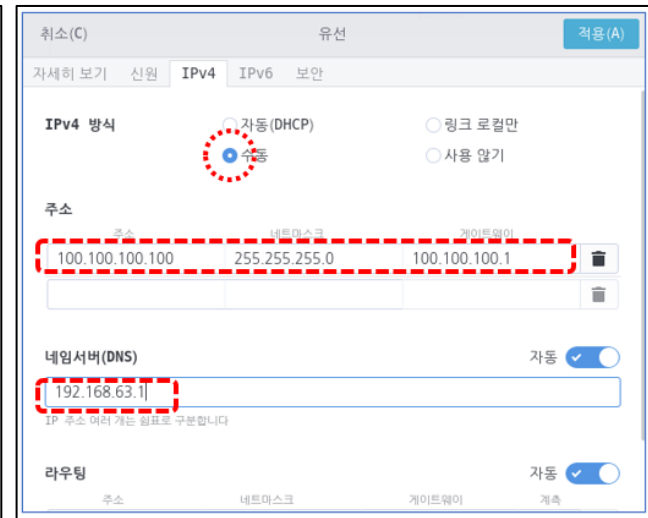 취소(C) 유선 적용(A)
자세히 보기 신원 IPv4 IPv6 보안
IPv4 방식 자동(DHCP) 링크 로컬만
수동 사용 않기
주소
주소 네트마스크 게이트웨이
100.100.100.100 255.255.255.0 100.100.100.1
네임서버(DNS) 자동
192.168.63.1
IP 주소 여러 개는 쉼표로 구분합니다
라우팅 자동
주소 네트마스크 게이트웨이 계측